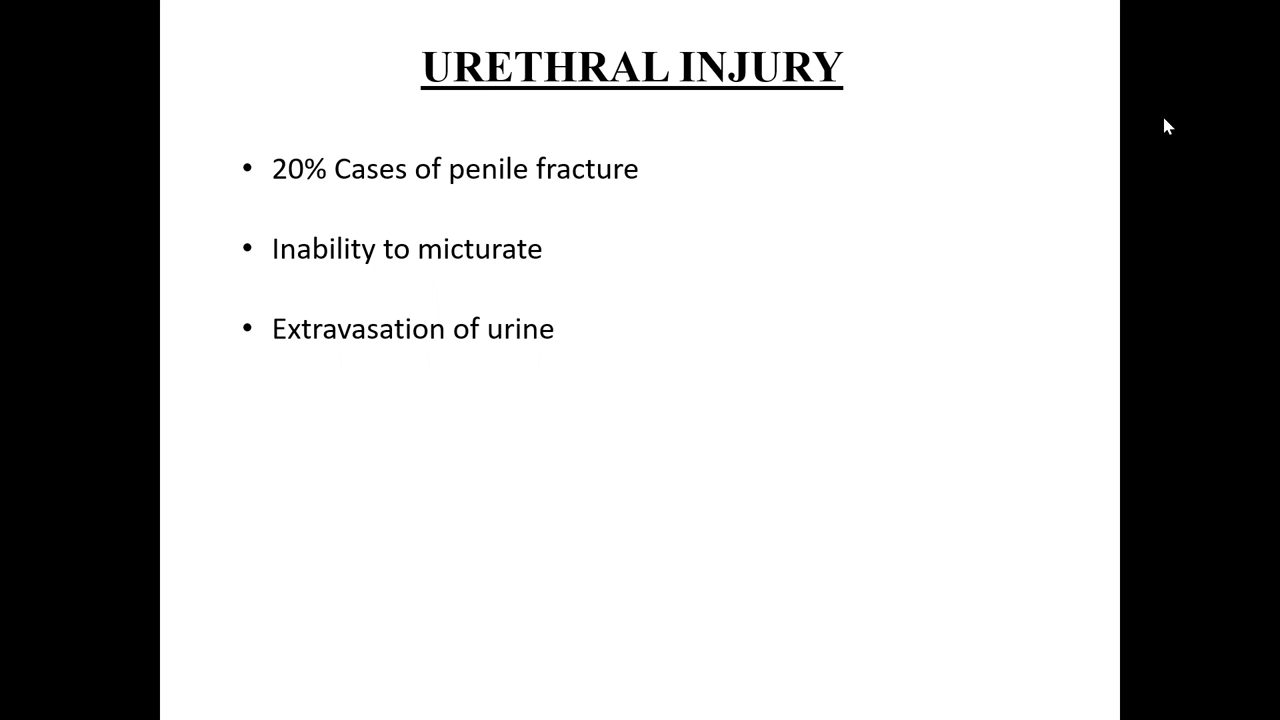 URETHRAL INJURY
• 20% Cases of penile fracture
• Inability to micturate
• Extravasation of urine